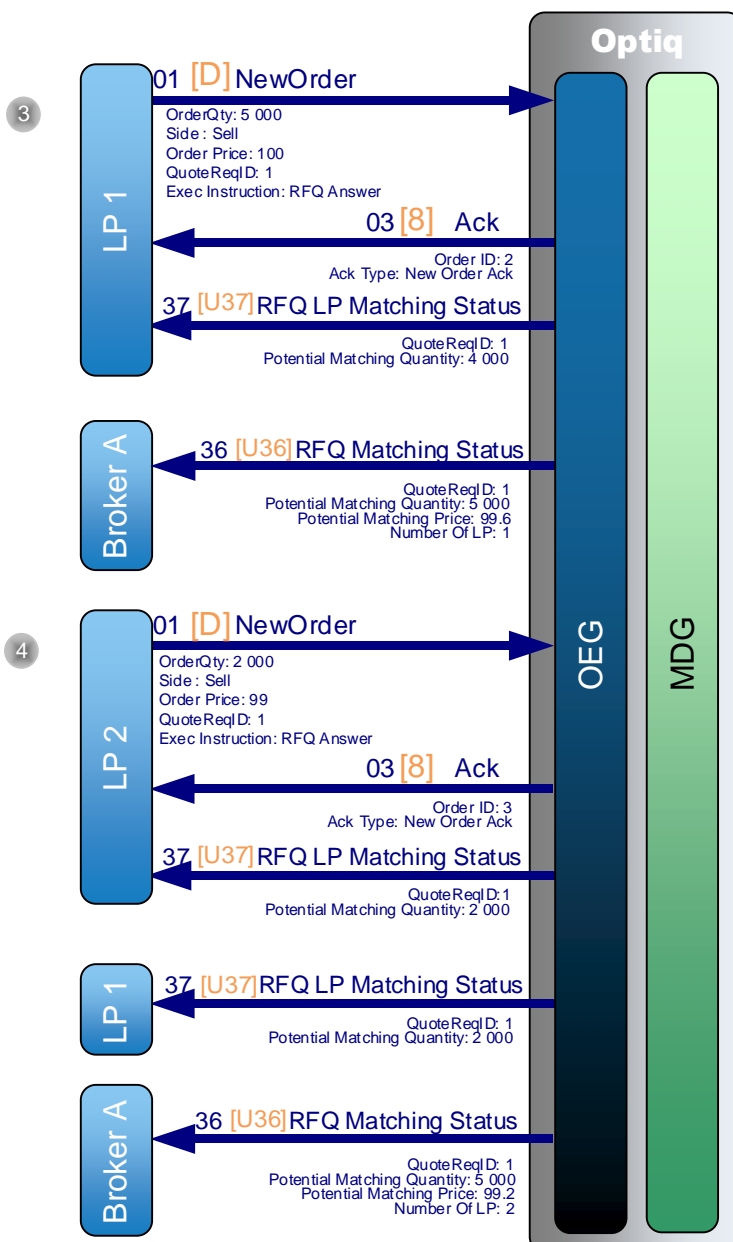 Optiq
3
LP 1
01 [D] NewOrder
OrderQty: 5 000
Side : Sell
Order Price: 100
QuoteReqID: 1
Exec Instruction: RFQ Answer
03 [8] Ack
Order ID: 2
Ack Type: New Order Ack
37 [U37] RFQ LP Matching Status
QuoteReqID: 1
Potential Matching Quantity: 4 000
Broker A
36 [U36] RFQ Matching Status
QuoteReqID: 1
Potential Matching Quantity: 5 000
Potential Matching Price: 99.6
Number Of LP: 1
OEG
MDG
4
LP 2
01 [D] NewOrder
OrderQty: 2 000
Side : Sell
Order Price: 99
QuoteReqID: 1
Exec Instruction: RFQ Answer
03 [8] Ack
Order ID: 3
Ack Type: New Order Ack
37 [U37] RFQ LP Matching Status
QuoteReqID: 1
Potential Matching Quantity: 2 000
LP 1
37 [U37] RFQ LP Matching Status
QuoteReqID: 1
Potential Matching Quantity: 2 000
Broker A
36 [U36] RFQ Matching Status
QuoteReqID: 1
Potential Matching Quantity: 5 000
Potential Matching Price: 99.2
Number Of LP: 2